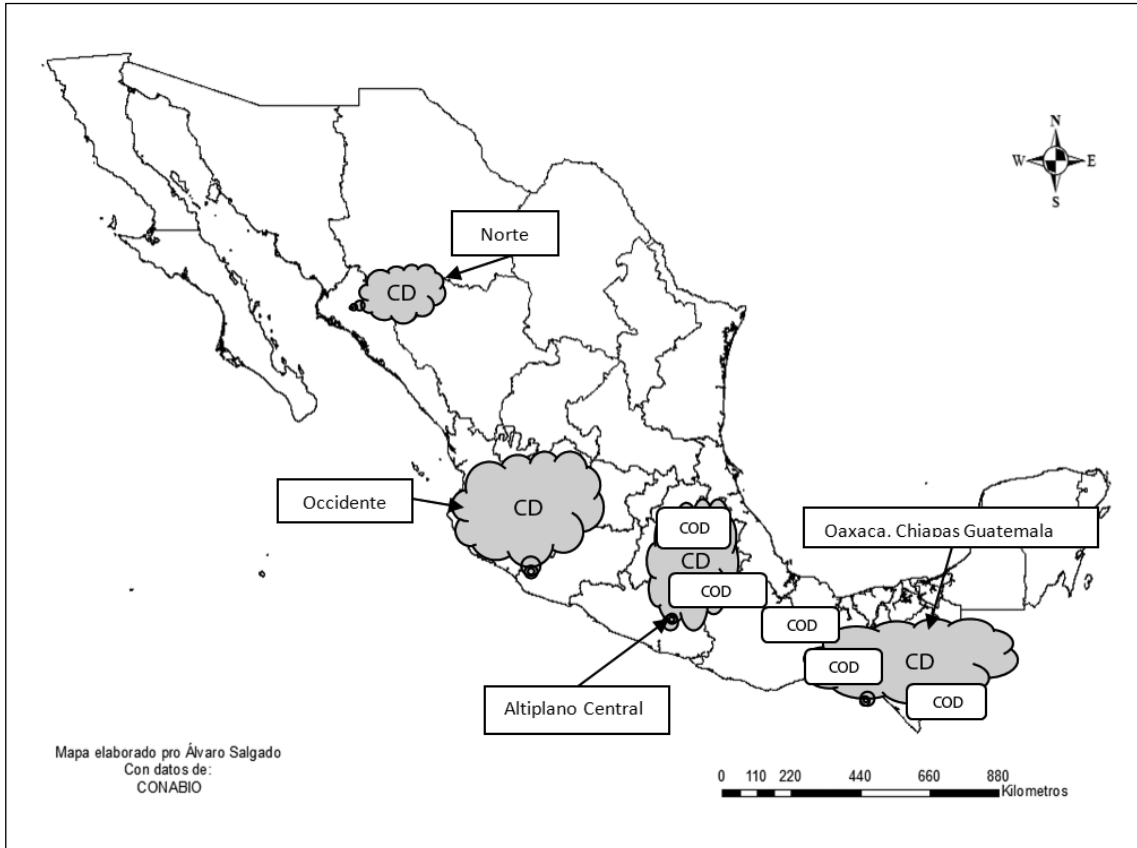 N
W E
S
Norte
CD
Occidente
CD
COD
Oaxaca, Chiapas Guatemala
CD
COD
COD
COD
CD
COD
Altiplano Central
Mapa elaborado pro Álvaro Salgado
Con datos de:
CONABIO
0 110 220 440 660 880
Kilometros